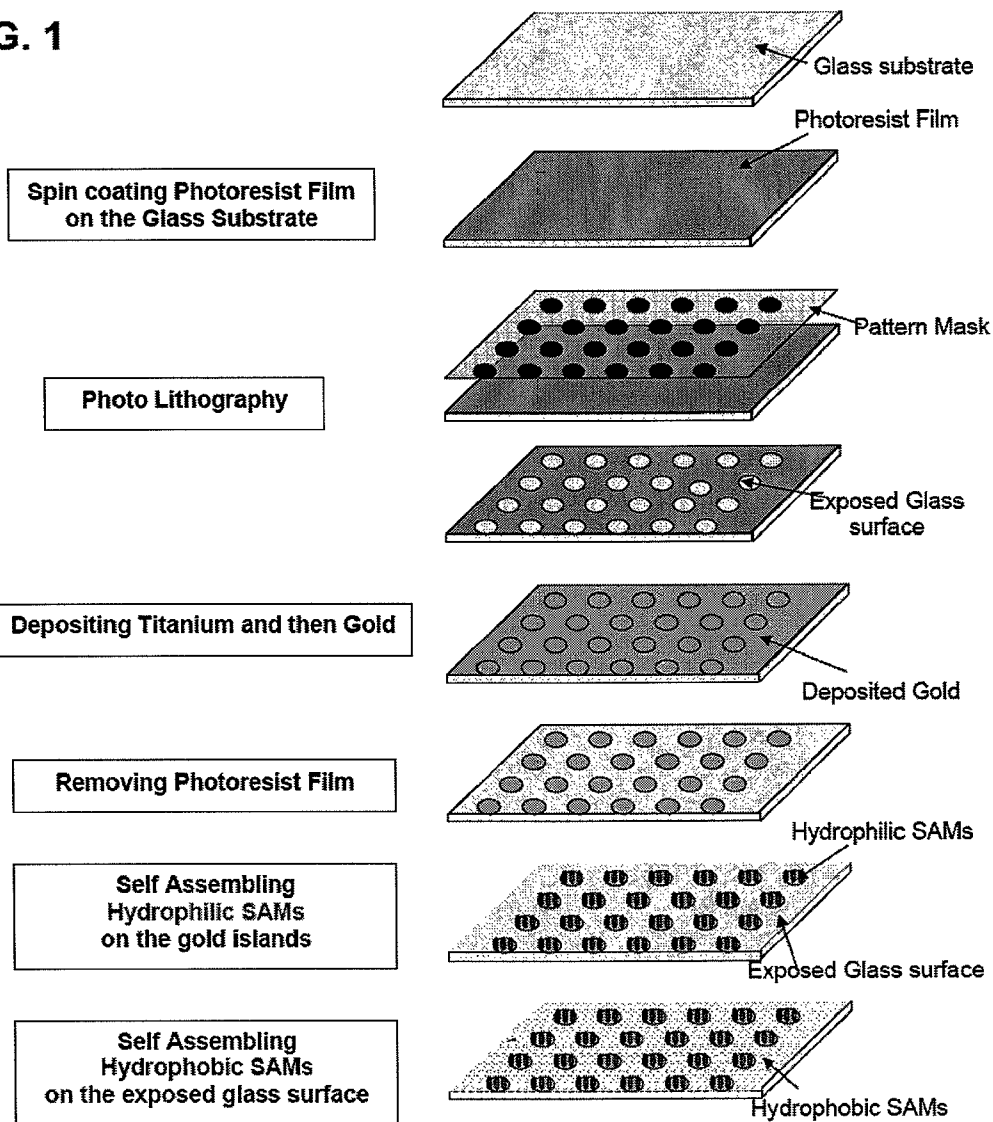 G. 1
Glass substrate
Photoresist Film
Spin coating Photoresist Film
on the Glass Substrate
Pattern Mask
Photo Lithography
Exposed Glass
surface
Depositing Titanium and then Gold
Deposited Gold
Removing Photoresist Film
Hydrophilic SAMs
Self Assembling
Hydrophilic SAMs
on the gold islands
Exposed Glass surface
Self Assembling
Hydrophobic SAMs
on the exposed glass surface
Hydrophobic SAMs